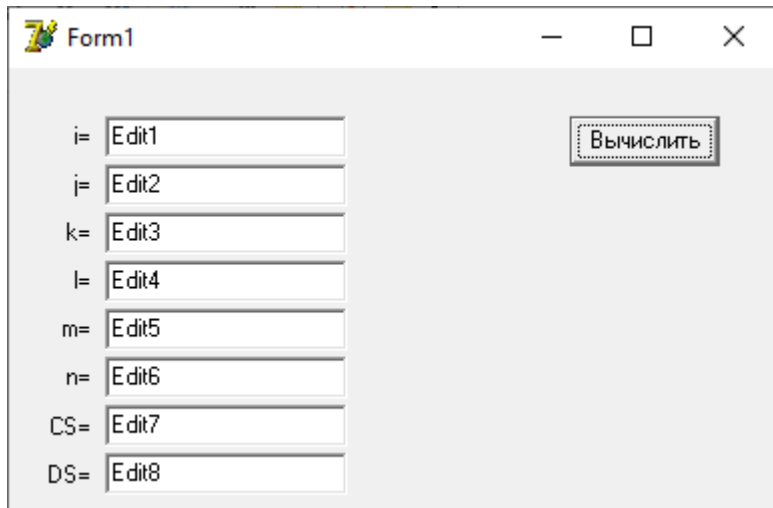 Form1
i= Edit1 Вычислить
j= Edit2
k= Edit3
l= Edit4
m= Edit5
n= Edit6
CS= Edit7
DS= Edit8